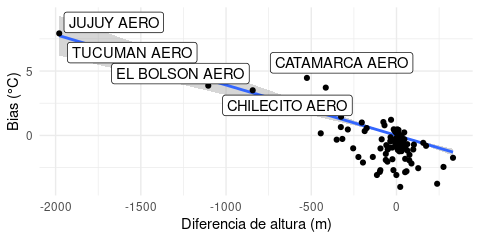 JUJUY AERO
TUCUMAN AERO
CATAMARCA AERO
EL BOLSON AERO
CHILECITO AERO
Bias (°C)
5
0
-2000
-1500
-1000
-500
0
Diferencia de altura (m)